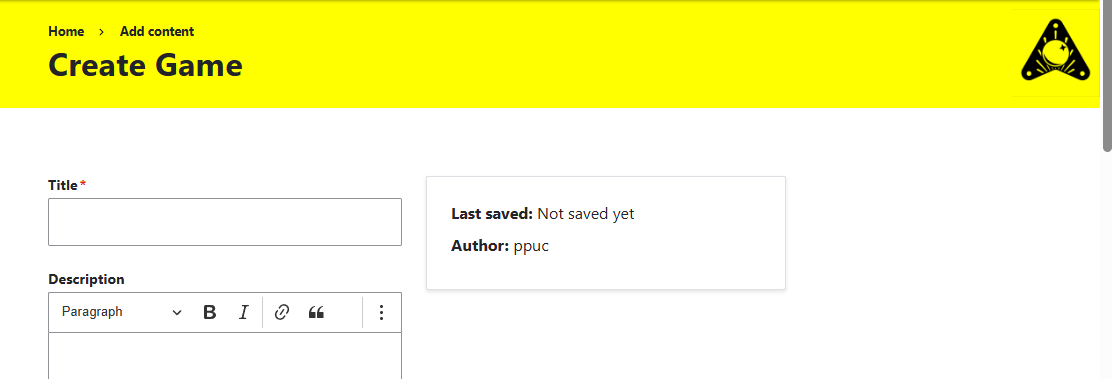 Home › Add content
Create Game
Title*
Last saved: Not saved yet
Author: ppuc
Description
Paragraph B I